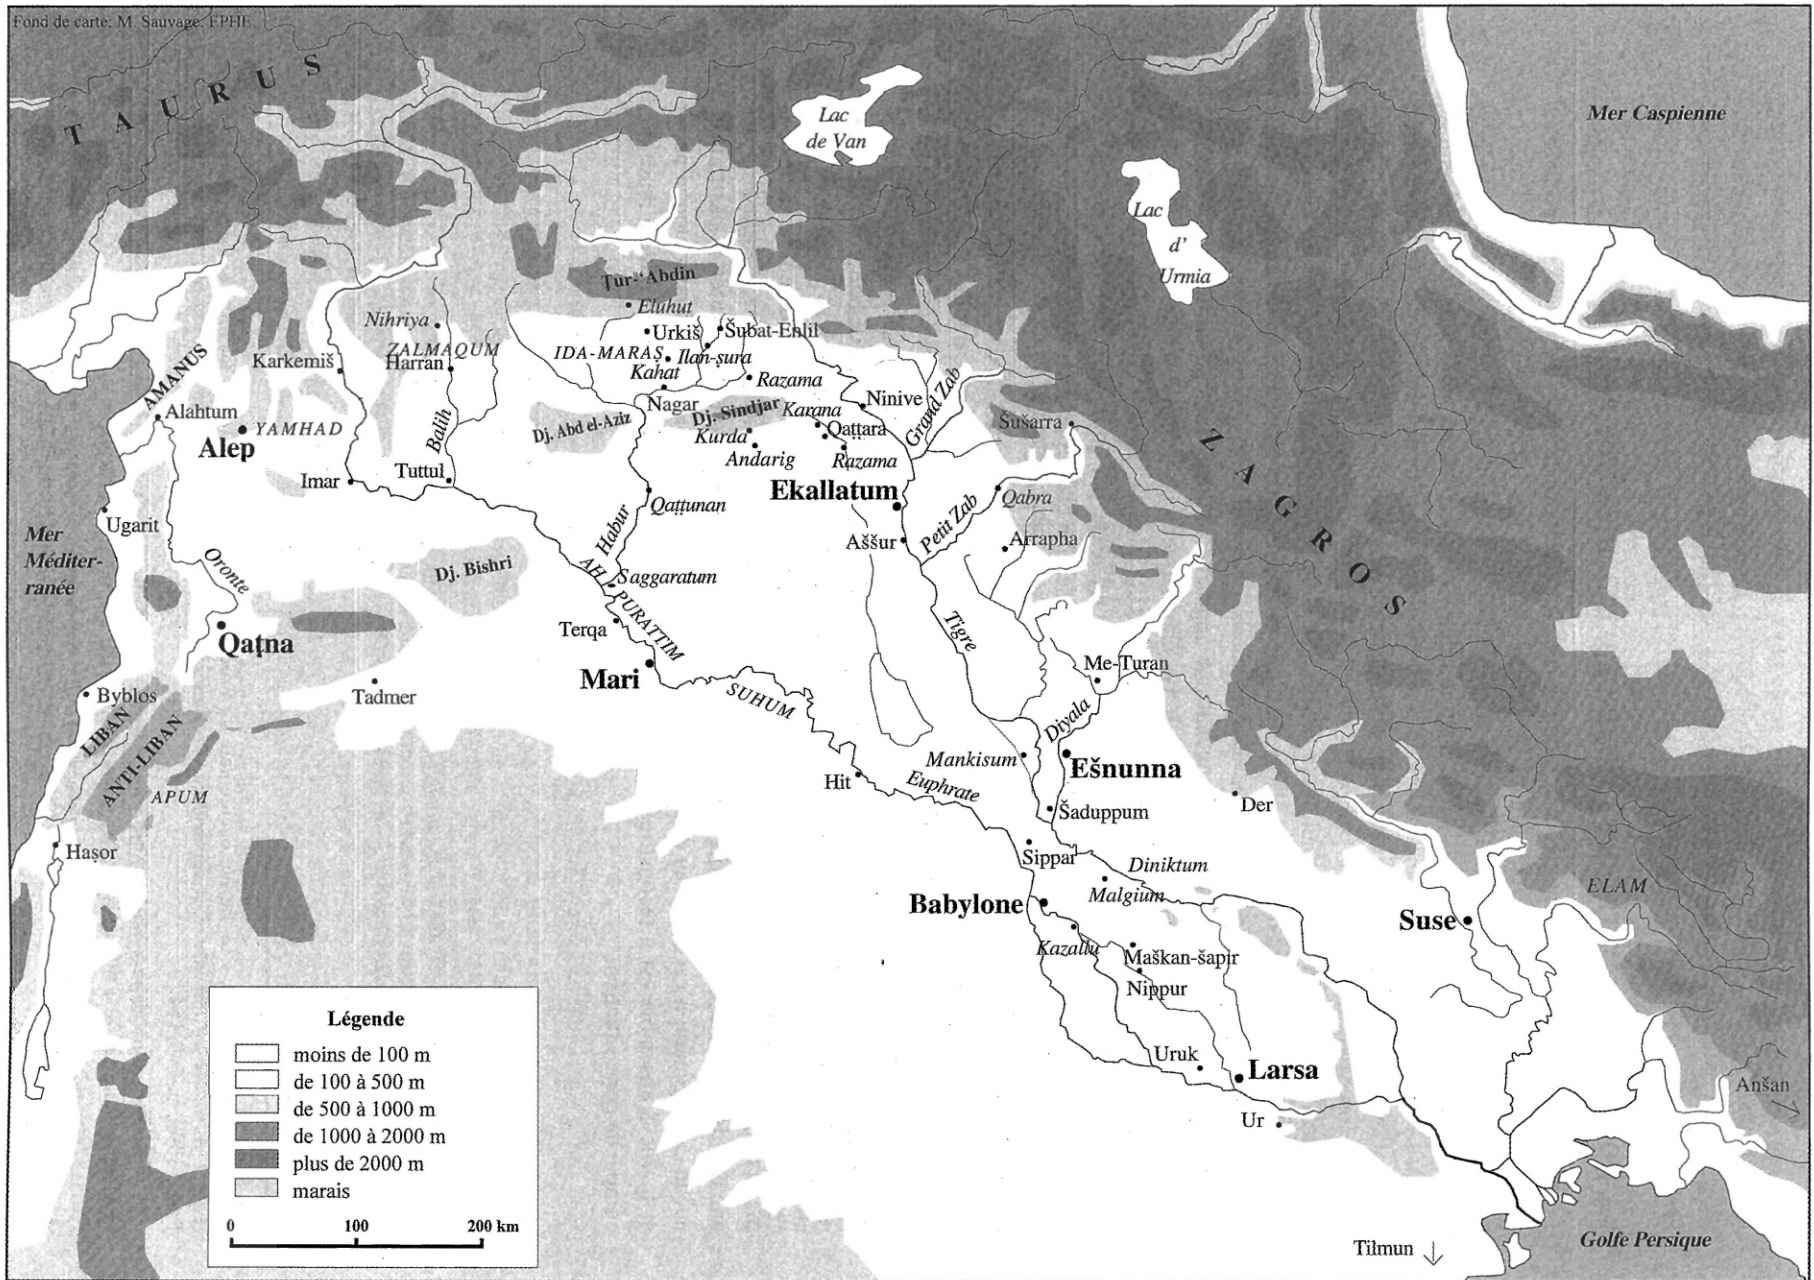 Fond de carte: M. Sauvage. EPHE
TAURUS
Lac
de Van
Mer Caspienne
Lac
d'
Urmia
Ṭur-ʿAbdin
Eluhut
Nihriya
Urkiš
Šubat-Enlil
ZALMAQUM
IDA-MARAṢ
Ilan-ṣura
Karkemiš
Harran
Kahat
Razama
AMANUS
Nagar
Ninive
Grand Zab
Alahtum
Dj. Sindjar
Karana
Šušarra
YAMHAD
Balih
Dj. Abd el-Aziz
Kurda
Qaṭṭara
Alep
Andarig
Razama
ZAGROS
Imar
Tuttul
Ekallatum
Qabra
Qaṭṭunan
Petit Zab
Ugarit
Habur
Aššur
Arrapha
Mer
Méditer-
ranée
Oronte
Dj. Bishri
AH
Saggaratum
PURATTIM
Terqa
Tigre
Qaṭna
Mari
Me-Turan
Byblos
Tadmer
SUHUM
Diyala
LIBAN
ANTI-LIBAN
Mankisum
Ešnunna
Hit
Euphrate
APUM
Der
Šaduppum
Haṣor
Sippar
Diniktum
Malgium
ELAM
Babylone
Suse
Kazallu
Maškan-šapir
Nippur
Légende
moins de 100 m
de 100 à 500 m
de 500 à 1000 m
de 1000 à 2000 m
plus de 2000 m
marais
0 100 200 km
Uruk
Larsa
Anšan
Ur
Tilmun
Golfe Persique